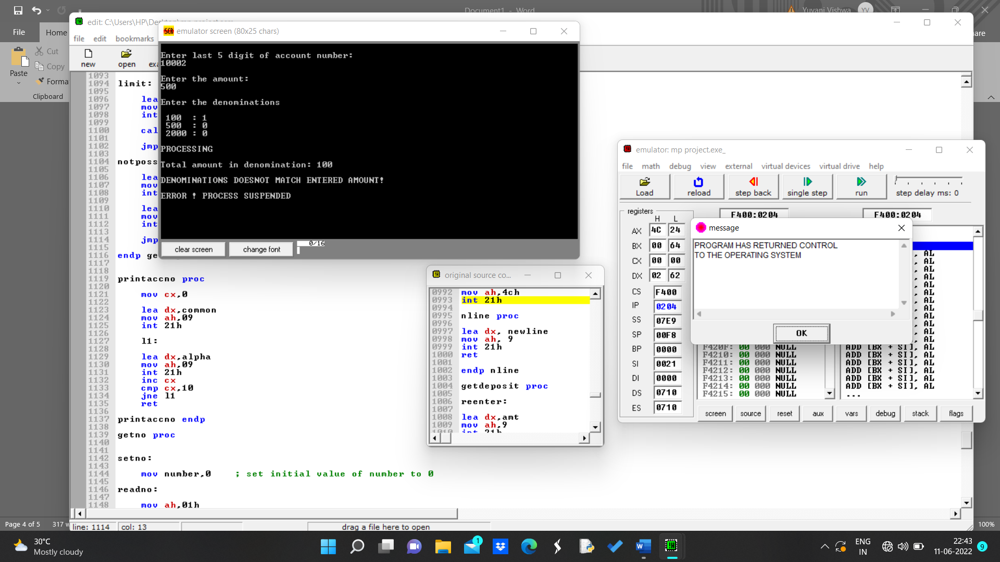 Document1 - Word
Yuvani Vishwa
YV
File
Home
are
Cut
Copy
Paste
Forma
Clipboard
edit: C:\Users\HP\De
file edit bookmarks
new open exa
1093
1094 limit:
1095
1096 lea
1097 mov
1098 int
1099
1100 cal
1101
1102 jmp
1103
1104 notposs
1105
1106 lea
1107 mov
1108 int
1109
1110 lea
1111 mov
1112 int
1113
1114 jmp
1115
1116 endp ge
1117
1118
1119 printaccno proc
1120
1121 mov cx,0
1122
1123 lea dx,common
1124 mov ah,09
1125 int 21h
1126
1127 l1:
1128
1129 lea dx,alpha
1130 mov ah,09
1131 int 21h
1132 inc cx
1133 cmp cx,10
1134 jne l1
1135 ret
1136
1137 printaccno endp
1138
1139 getno proc
1140
1141
1142 setno:
1143
1144 mov number,0 ; set initial value of number to 0
1145
1146 readno:
1147
1148 mov ah,01h
line: 1114 col: 13 drag a file here to open
emulator screen (80x25 chars)
Enter last 5 digit of account number:
10002
Enter the amount:
500
Enter the denominations
100 : 1
500 : 0
2000 : 0
PROCESSING
Total amount in denomination: 100
DENOMINATIONS DOESNOT MATCH ENTERED AMOUNT!
ERROR ! PROCESS SUSPENDED
clear screen change font 0/16
original source co...
0992 mov ah,4ch
0993 int 21h
0994
0995 nline proc
0996
0997 lea dx, newline
0998 mov ah, 9
0999 int 21h
1000 ret
1001
1002 endp nline
1003
1004 getdeposit proc
1005
1006 reenter:
1007
1008 lea dx,amt
1009 mov ah,9
1010 int 21h
emulator: mp project.exe_
file math debug view external virtual devices virtual drive help
Load reload step back single step run step delay ms: 0
registers F400:0204 F400:0204
H L
AX 4C 24
BX 00 64
CX 00 00
DX 02 62
CS F400
IP 0204
SS 07E9
SP 00F8
BP 0000
SI 0021
DI 0000
DS 0710
ES 0710
message
PROGRAM HAS RETURNED CONTROL
TO THE OPERATING SYSTEM
OK
, AL
, AL
, AL
, AL
, AL
, AL
, AL
, AL
, AL
, AL
, AL
, AL
F420F: 00 000 NULL ADD [BX + SI], AL
F4210: 00 000 NULL ADD [BX + SI], AL
F4211: 00 000 NULL ADD [BX + SI], AL
F4212: 00 000 NULL ADD [BX + SI], AL
F4213: 00 000 NULL ADD [BX + SI], AL
F4214: 00 000 NULL ADD [BX + SI], AL
F4215: 00 000 NULL ...
screen source reset aux vars debug stack flags
Page 4 of 5 317 w
100%
30°C
Mostly cloudy
1
ENG
IN
22:43
11-06-2022
9